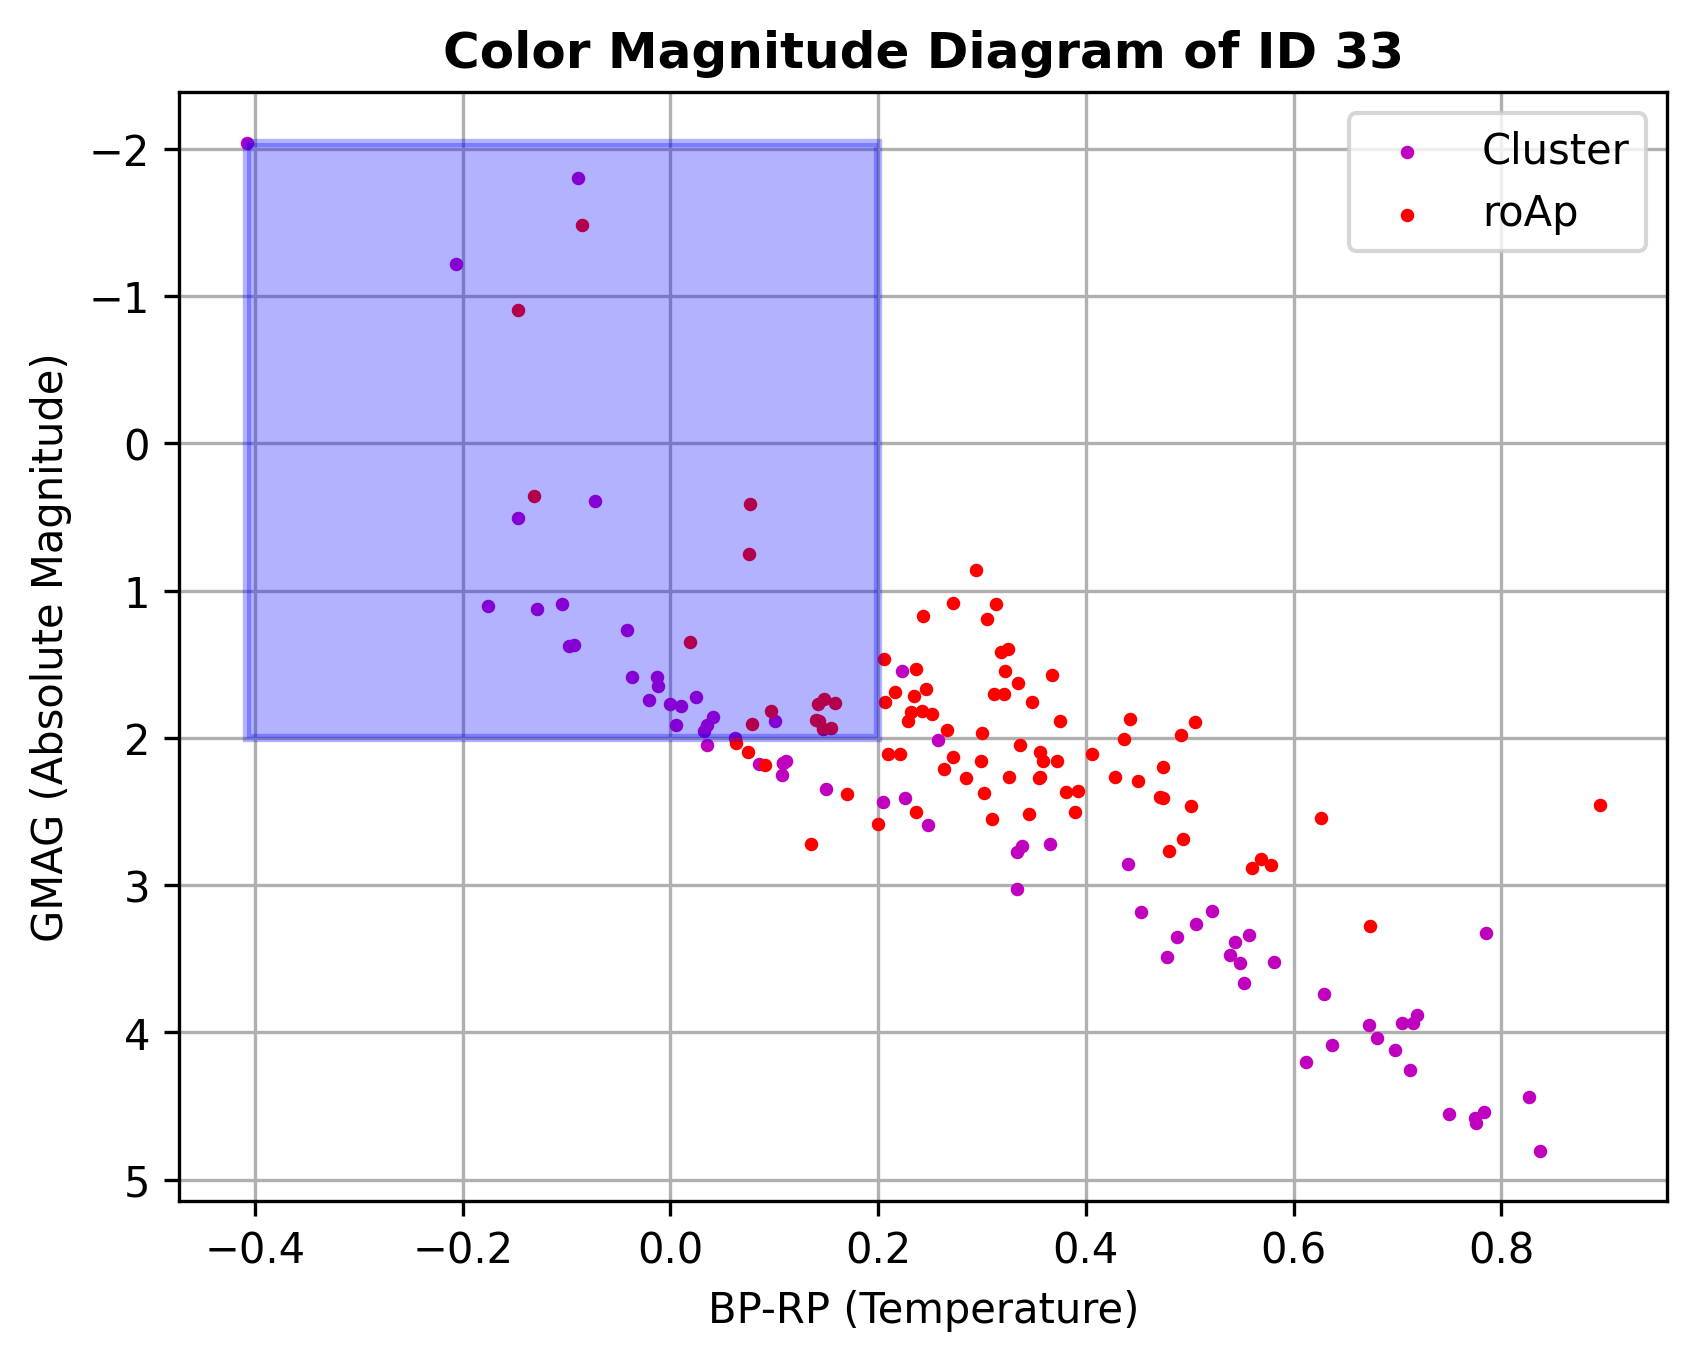 Color Magnitude Diagram of ID 33
Cluster
roAp
GMAG (Absolute Magnitude)
−2
−1
0
1
2
3
4
5
−0.4 −0.2 0.0 0.2 0.4 0.6 0.8
BP-RP (Temperature)